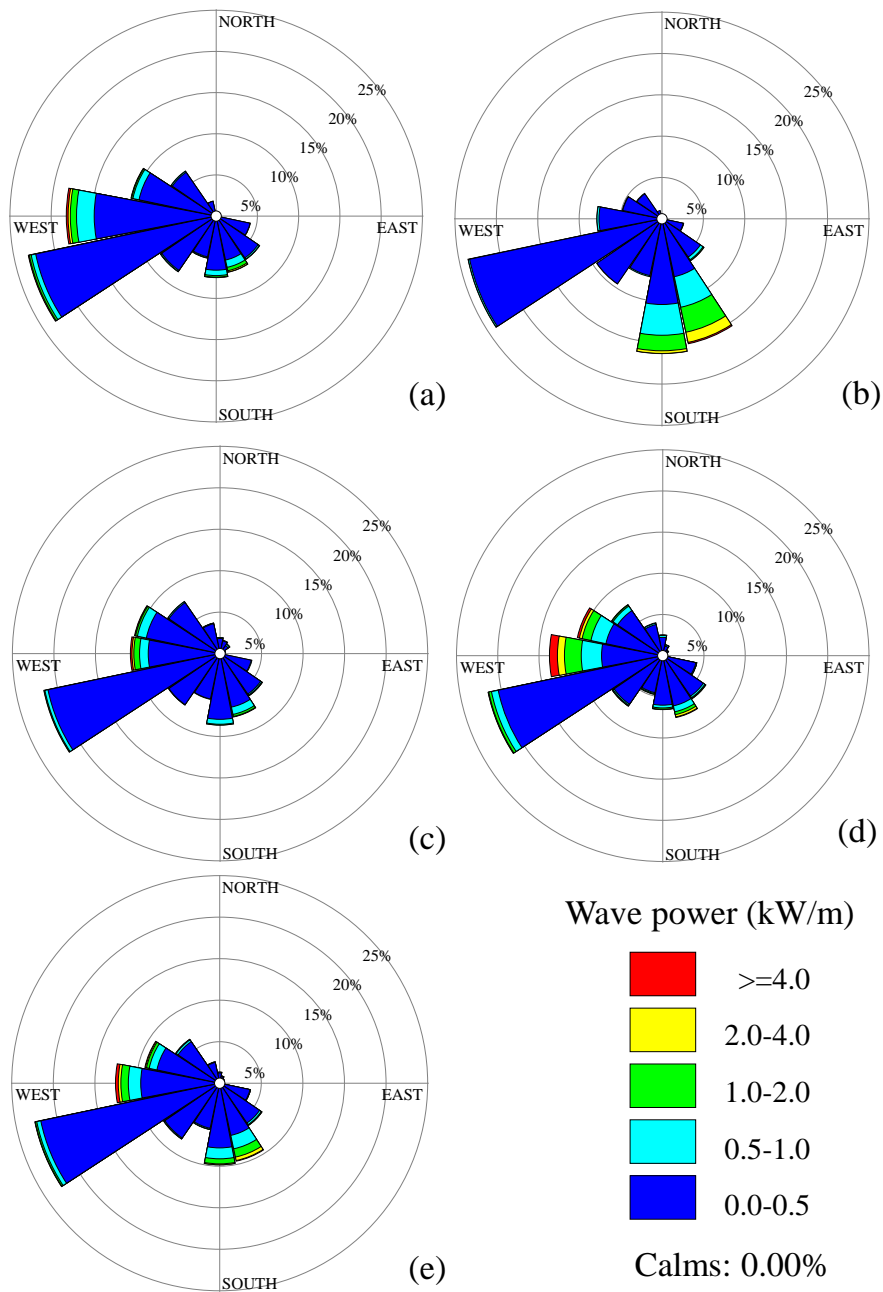 NORTH
25%
20%
15%
10%
5%
WEST
EAST
SOUTH
(a)
NORTH
25%
20%
15%
10%
5%
WEST
EAST
SOUTH
(b)
NORTH
25%
20%
15%
10%
5%
WEST
EAST
SOUTH
(c)
NORTH
25%
20%
15%
10%
5%
WEST
EAST
SOUTH
(d)
NORTH
25%
20%
15%
10%
5%
WEST
EAST
SOUTH
(e)
Wave power (kW/m)
>=4.0
2.0-4.0
1.0-2.0
0.5-1.0
0.0-0.5
Calms: 0.00%